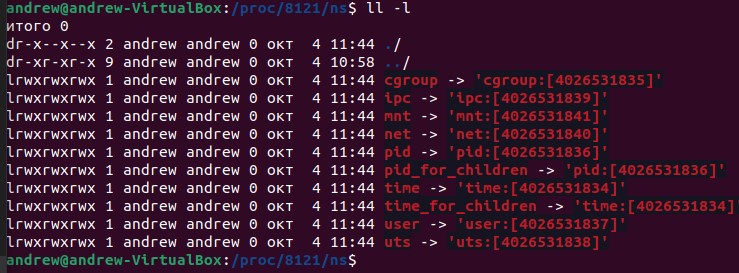 andrew@andrew-VirtualBox:/proc/8121/ns$ ll -l
итого 0
dr-x--x--x 2 andrew andrew 0 окт  4 11:44 ./
dr-xr-xr-x 9 andrew andrew 0 окт  4 10:58 ../
lrwxrwxrwx 1 andrew andrew 0 окт  4 11:44 cgroup -> 'cgroup:[4026531835]'
lrwxrwxrwx 1 andrew andrew 0 окт  4 11:44 ipc -> 'ipc:[4026531839]'
lrwxrwxrwx 1 andrew andrew 0 окт  4 11:44 mnt -> 'mnt:[4026531841]'
lrwxrwxrwx 1 andrew andrew 0 окт  4 11:44 net -> 'net:[4026531840]'
lrwxrwxrwx 1 andrew andrew 0 окт  4 11:44 pid -> 'pid:[4026531836]'
lrwxrwxrwx 1 andrew andrew 0 окт  4 11:44 pid_for_children -> 'pid:[4026531836]'
lrwxrwxrwx 1 andrew andrew 0 окт  4 11:44 time -> 'time:[4026531834]'
lrwxrwxrwx 1 andrew andrew 0 окт  4 11:44 time_for_children -> 'time:[4026531834]'
lrwxrwxrwx 1 andrew andrew 0 окт  4 11:44 user -> 'user:[4026531837]'
lrwxrwxrwx 1 andrew andrew 0 окт  4 11:44 uts -> 'uts:[4026531838]'
andrew@andrew-VirtualBox:/proc/8121/ns$